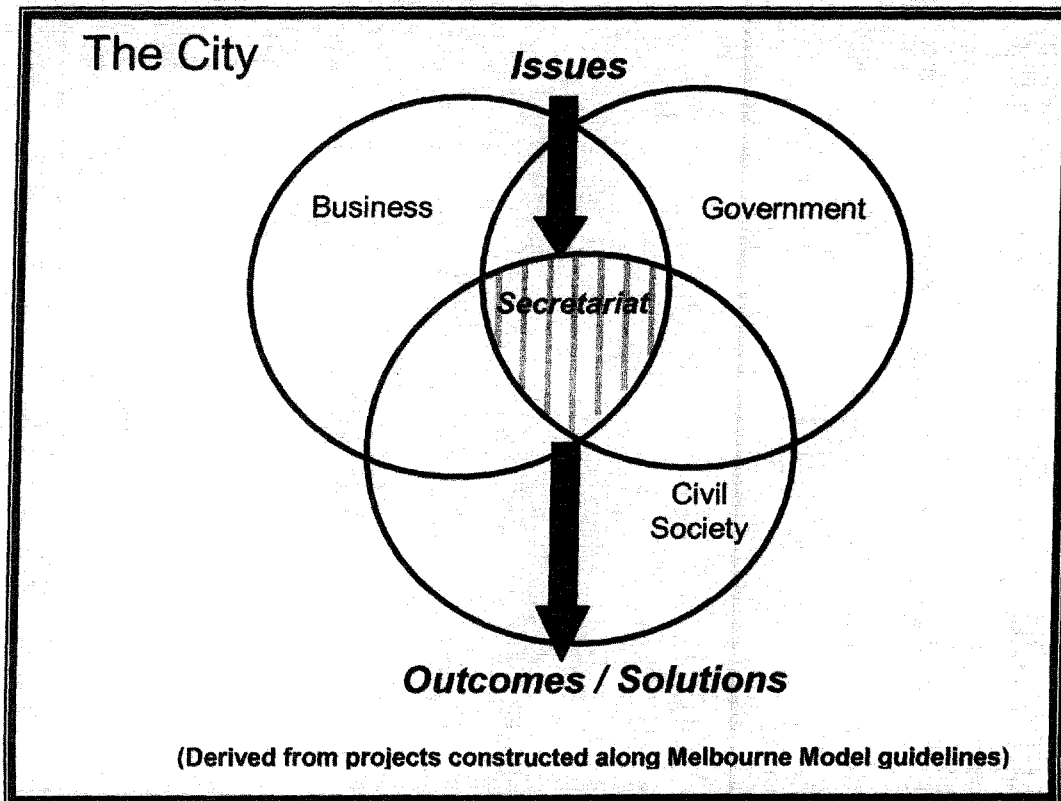 The City
Issues
Business
Government
Secretariat
Civil
Society
Outcomes / Solutions
(Derived from projects constructed along Melbourne Model guidelines)